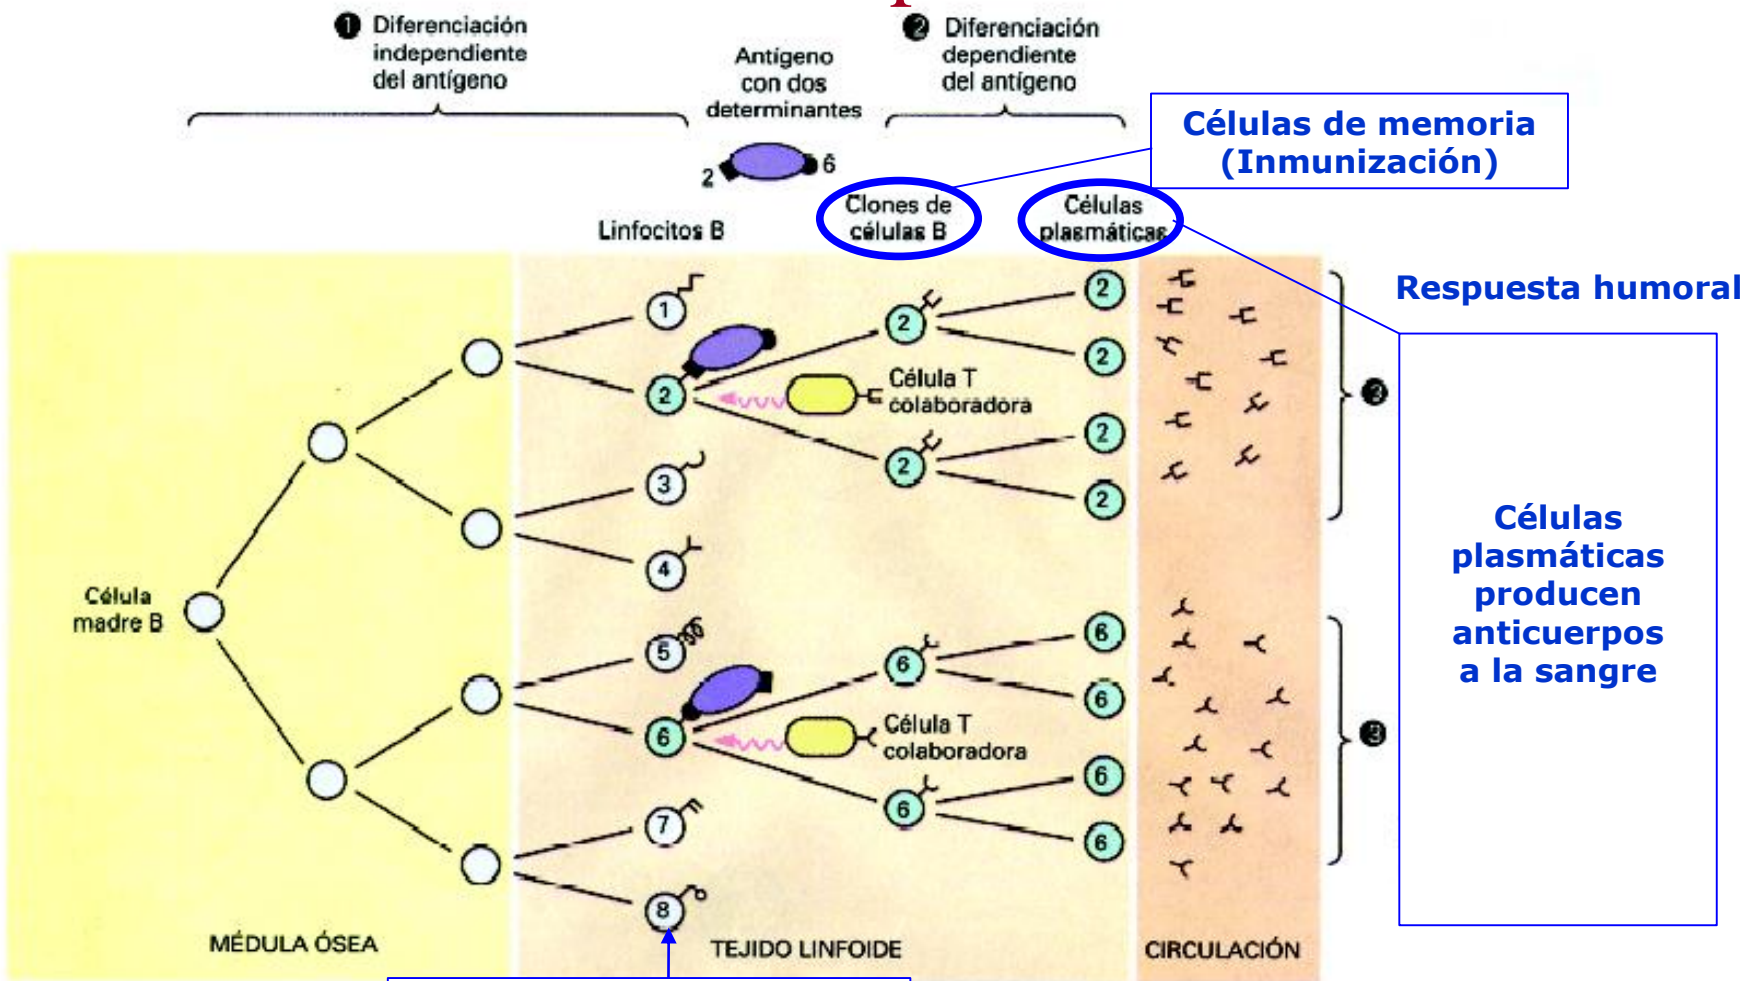 ❶ Diferenciación
independiente
del antígeno
Antígeno
con dos
determinantes
❷ Diferenciación
dependiente
del antígeno
Células de memoria
(Inmunización)
2
6
Linfocitos B
Clones de
células B
Células
plasmáticas
Respuesta humoral
1
2
3
4
5
6
7
8
Célula T
colaboradora
2
2
2
2
2
2
Célula T
colaboradora
6
6
6
6
6
6
Célula
madre B
Células
plasmáticas
producen
anticuerpos
a la sangre
MÉDULA ÓSEA
TEJIDO LINFOIDE
CIRCULACIÓN